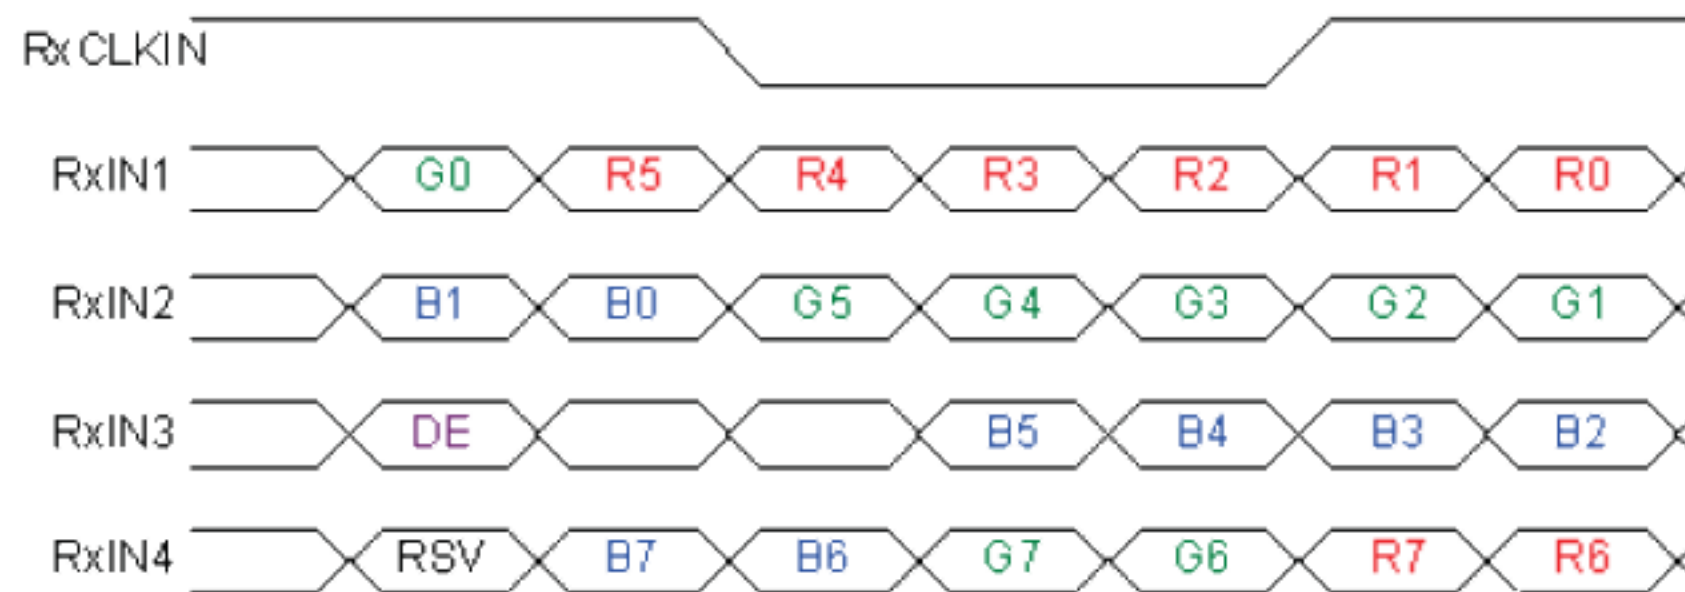 RxCLKIN
RxIN1 G0 R5 R4 R3 R2 R1 R0
RxIN2 B1 B0 G5 G4 G3 G2 G1
RxIN3 DE B5 B4 B3 B2
RxIN4 RSV B7 B6 G7 G6 R7 R6